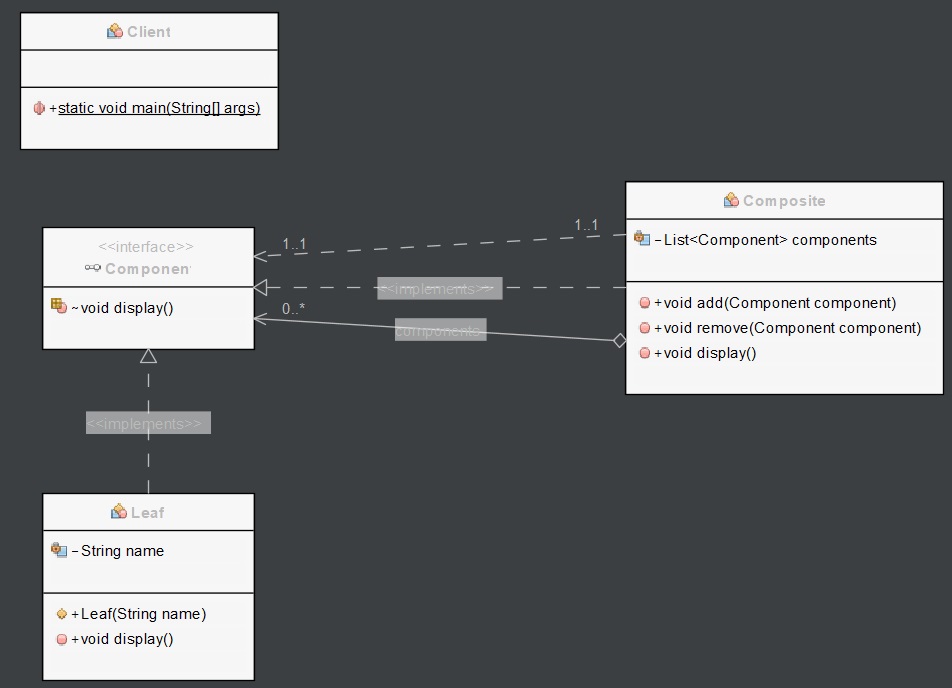 Client
+static void main(String[] args)
Composite
-List<Component> components
+void add(Component component)
+void remove(Component component)
+void display()
1..1
1..1
<<interface>>
Component
~void display()
<<implements>>
0..*
components
<<implements>>
Leaf
-String name
+Leaf(String name)
+void display()